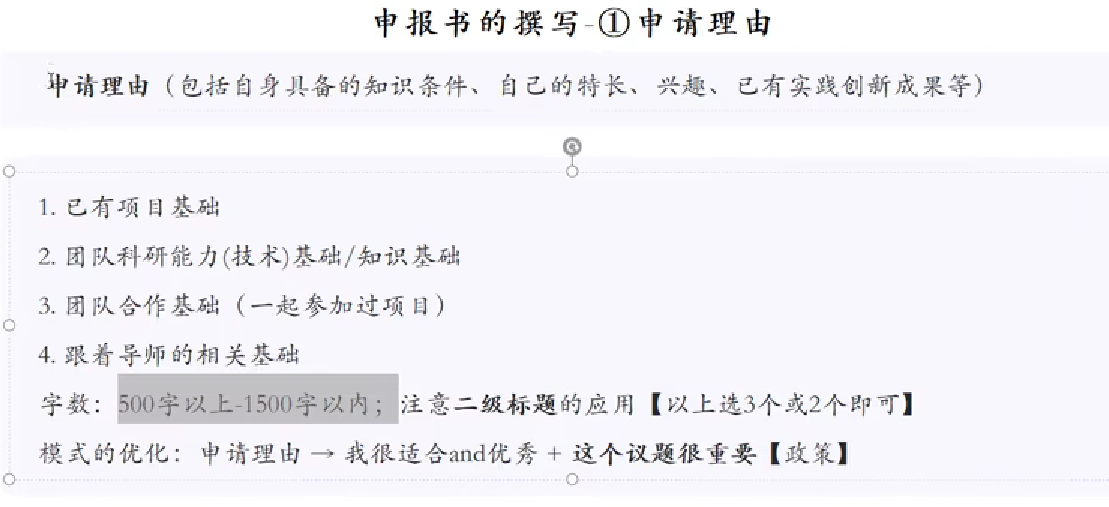 申报书的撰写-①申请理由
申请理由（包括自身具备的知识条件、自己的特长、兴趣、已有实践创新成果等）
1. 已有项目基础
2. 团队科研能力(技术)基础/知识基础
3. 团队合作基础（一起参加过项目）
4. 跟着导师的相关基础
字数：500字以上-1500字以内；注意二级标题的应用【以上选3个或2个即可】
模式的优化：申请理由 → 我很适合and优秀 + 这个议题很重要【政策】